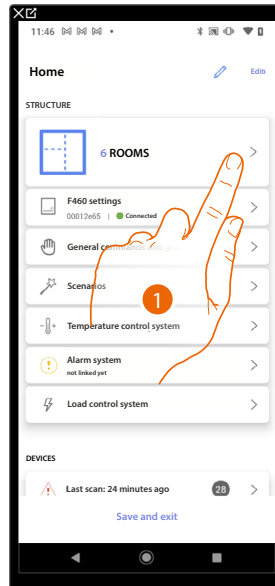 11:46
Home
Edit
STRUCTURE
6 ROOMS
F460 settings
00012e65 | Connected
General comm
Scenarios
1
Temperature control system
Alarm system
not linked yet
Load control system
DEVICES
Last scan: 24 minutes ago 28
Save and exit